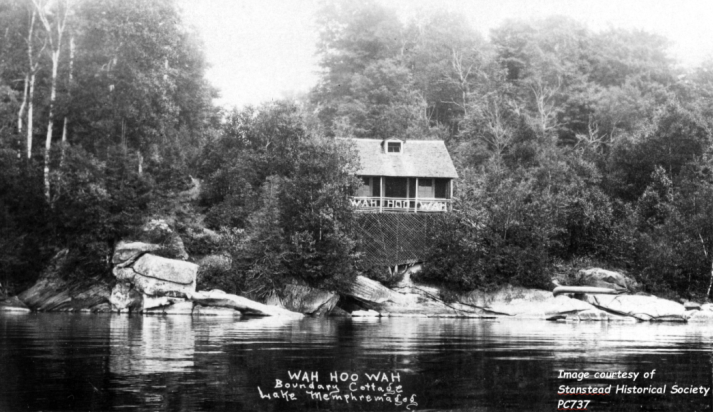 WAH HOO WAH
WAH HOO WAH
Boundary Cottage
Lake Memphremagog
Image courtesy of
Stanstead Historical Society
PC737